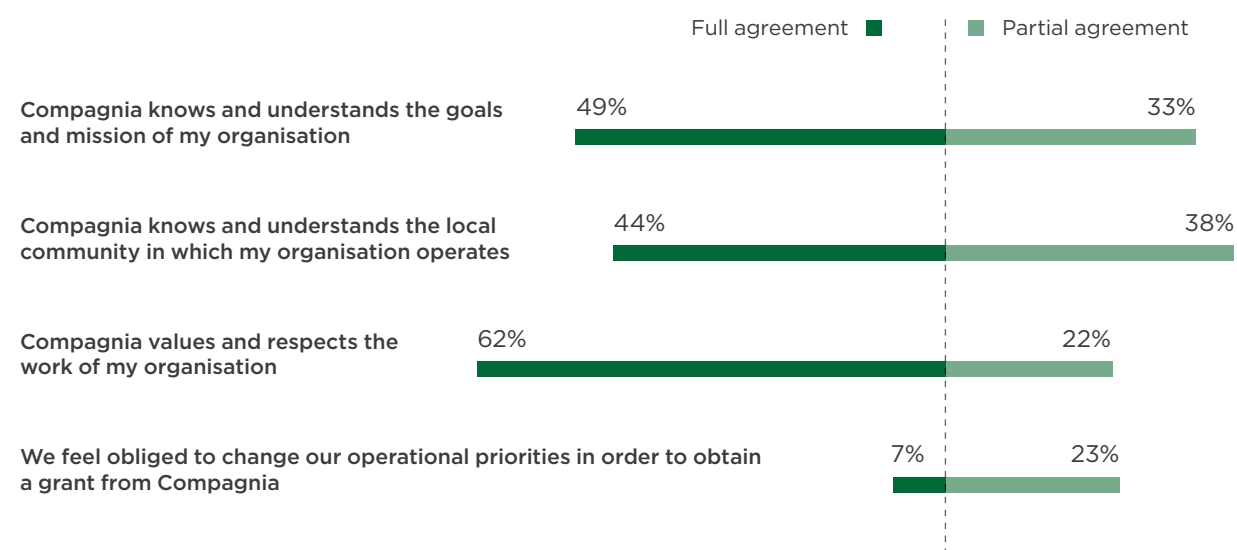 Full agreement
Partial agreement
49%
33%
Compagnia knows and understands the goals
and mission of my organisation
44%
38%
Compagnia knows and understands the local
community in which my organisation operates
62%
22%
Compagnia values and respects the
work of my organisation
7%
23%
We feel obliged to change our operational priorities in order to obtain
a grant from Compagnia